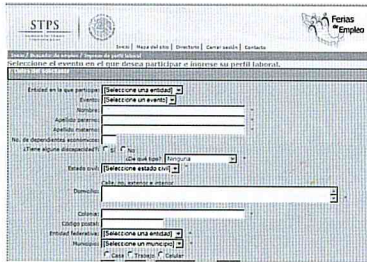 STPS
Ferias
de Empleo
Inicio | Mapa del sitio | Directorio | Cerrar sesión | Contacto
Seleccione el evento en el que desea participar e ingrese su perfil laboral.
Entidad en la que participa: [Seleccione una entidad]
Evento: [Seleccione un evento]
Nombre:
Apellido paterno:
Apellido materno:
No. de dependientes económicos:
¿Tiene alguna discapacidad?: Sí No
¿De qué tipo? Ninguna
Estado civil: [Seleccione estado civil]
Calle, no. exterior e interior
Domicilio:
Colonia:
Código postal:
Entidad federativa: [Seleccione una entidad]
Municipio: [Seleccione un municipio]
Casa Trabajo Celular